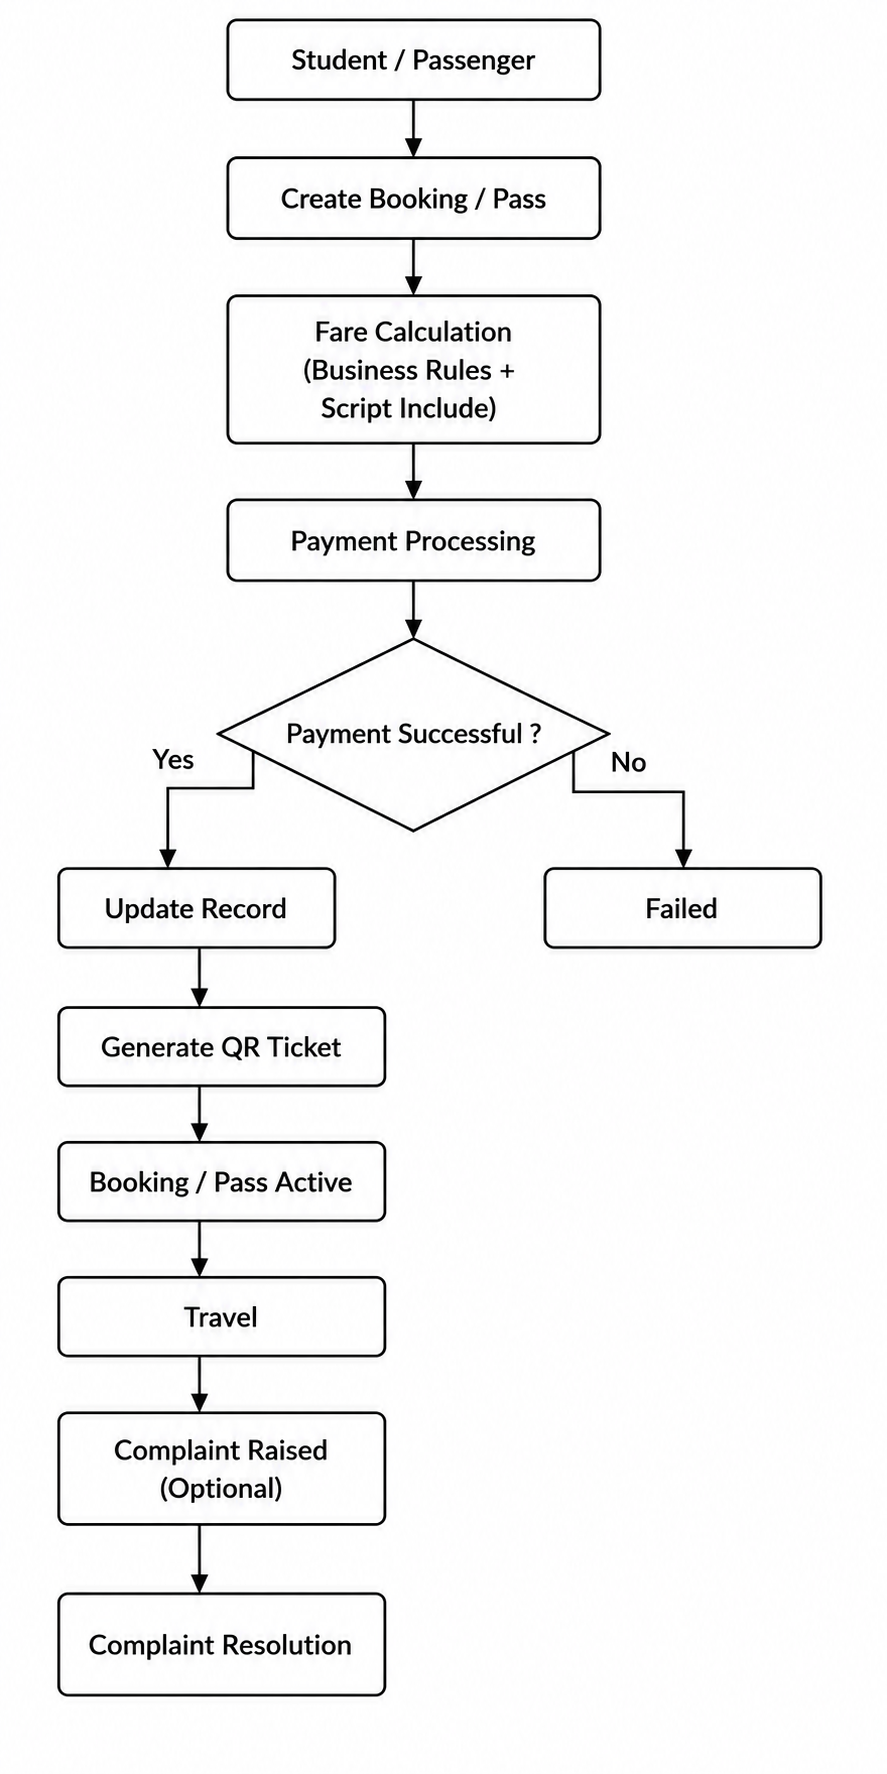 Student / Passenger
Create Booking / Pass
Fare Calculation
(Business Rules +
Script Include)
Payment Processing
Payment Successful ?
Yes
No
Update Record
Failed
Generate QR Ticket
Booking / Pass Active
Travel
Complaint Raised
(Optional)
Complaint Resolution